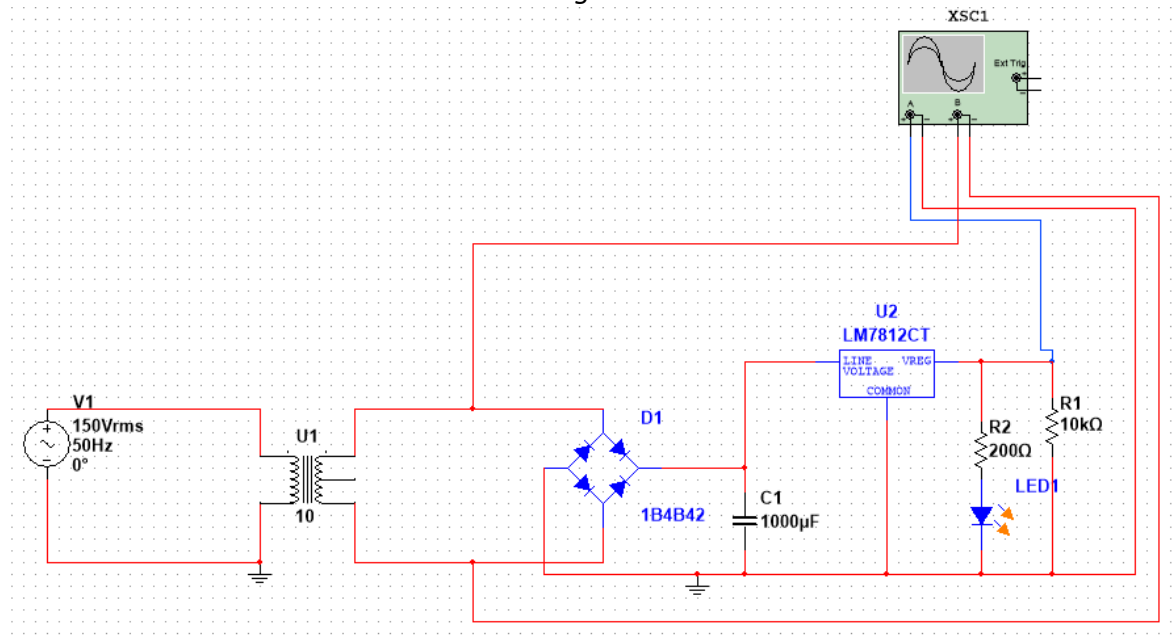 XSC1
Ext Trig
+
−
A
B
+
−
+
−
U2
LM7812CT
LINE
VOLTAGE
VREG
COMMON
V1
150Vrms
50Hz
0°
U1
10
D1
1B4B42
C1
1000µF
R2
200Ω
LED1
R1
10kΩ